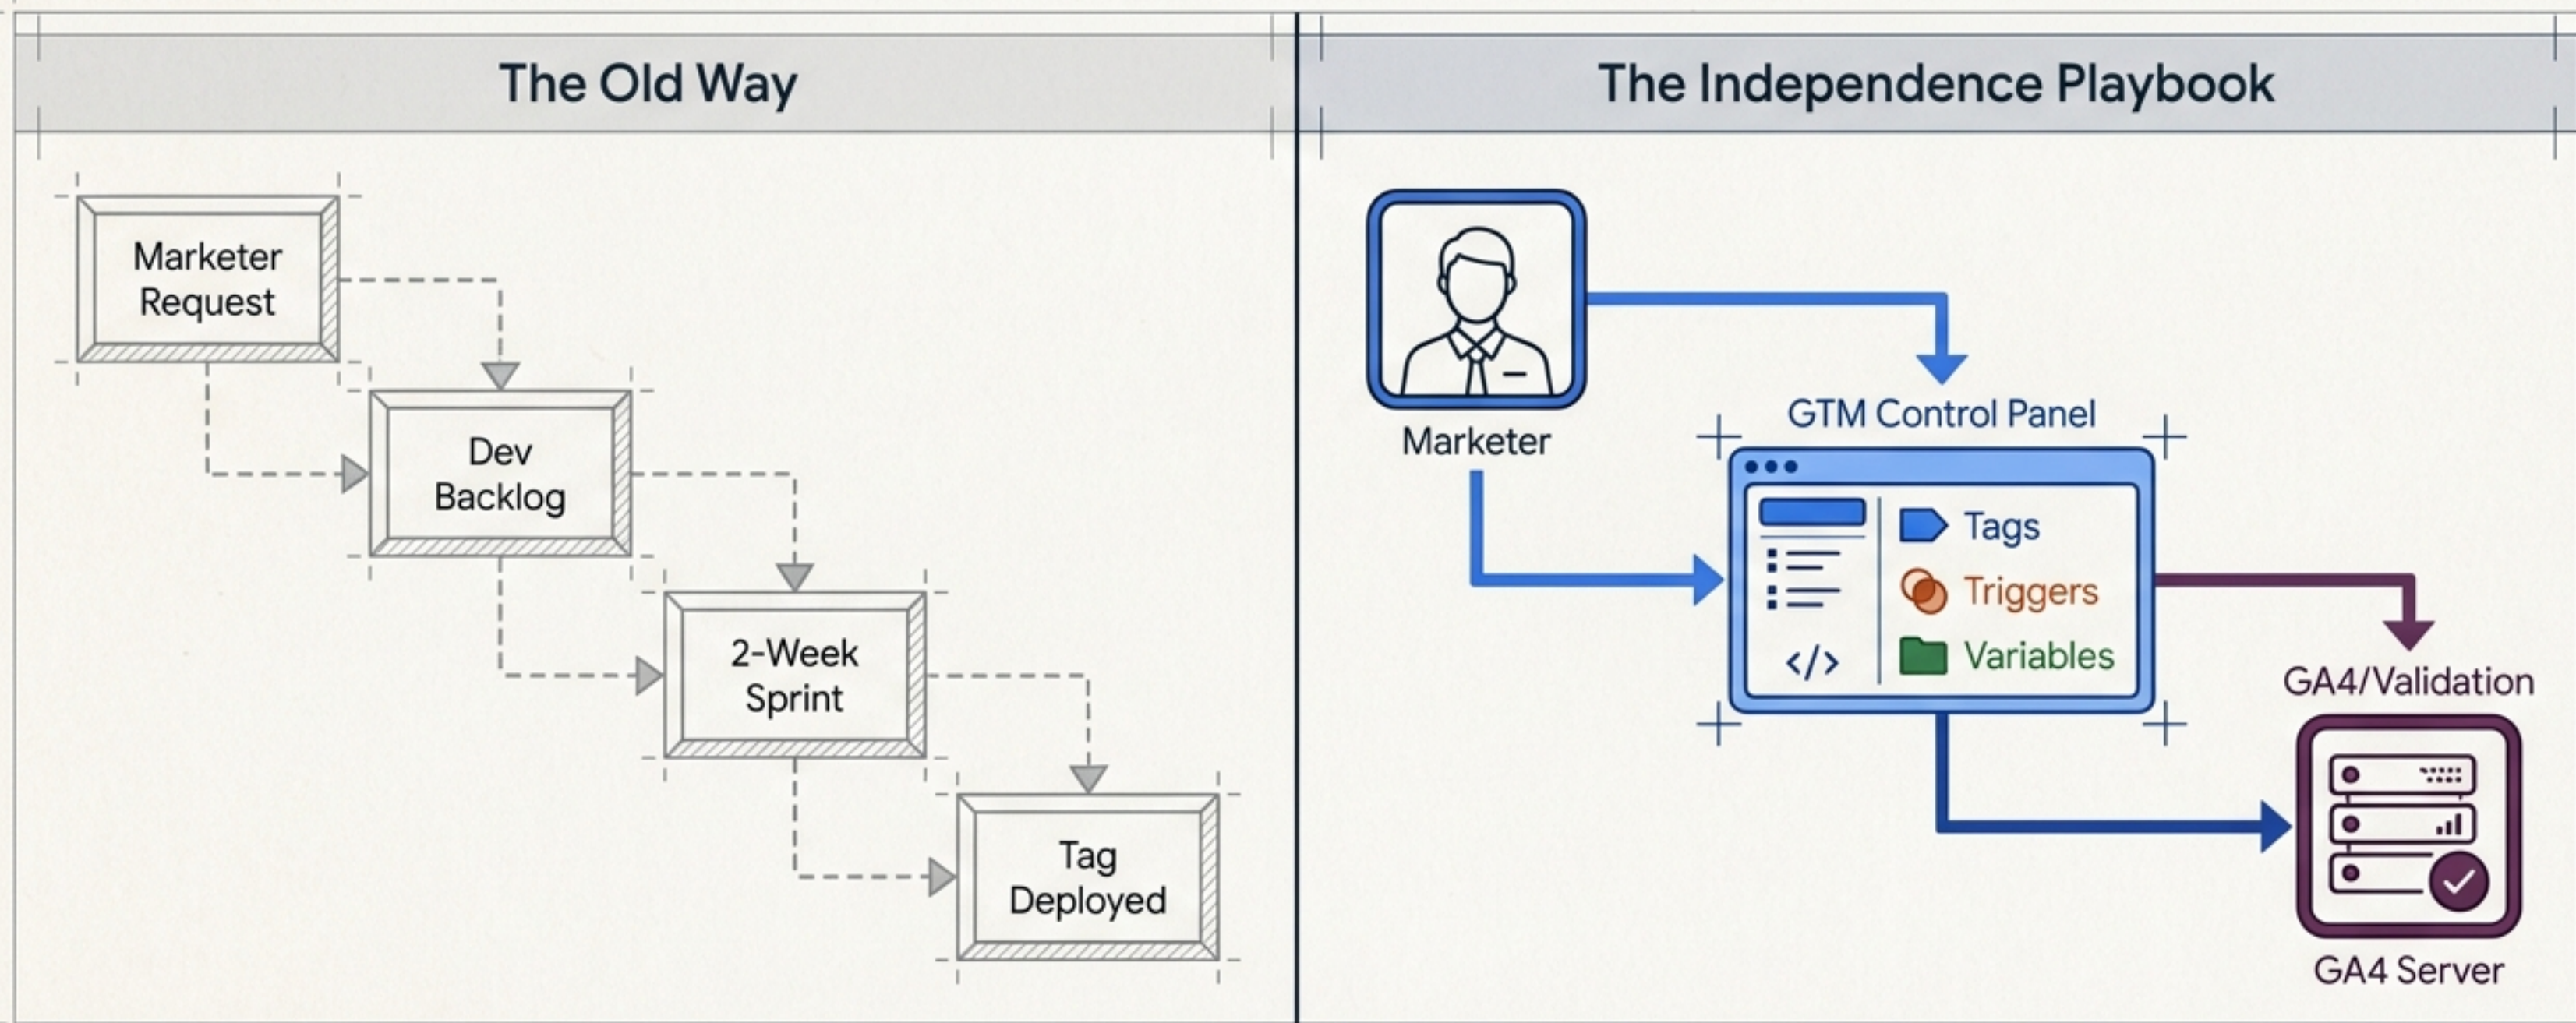 The Old Way
Marketer
Request
Dev
Backlog
2-Week
Sprint
Tag
Deployed
The Independence Playbook
Marketer
GTM Control Panel
Tags
Triggers
</>
Variables
GA4/Validation
GA4 Server